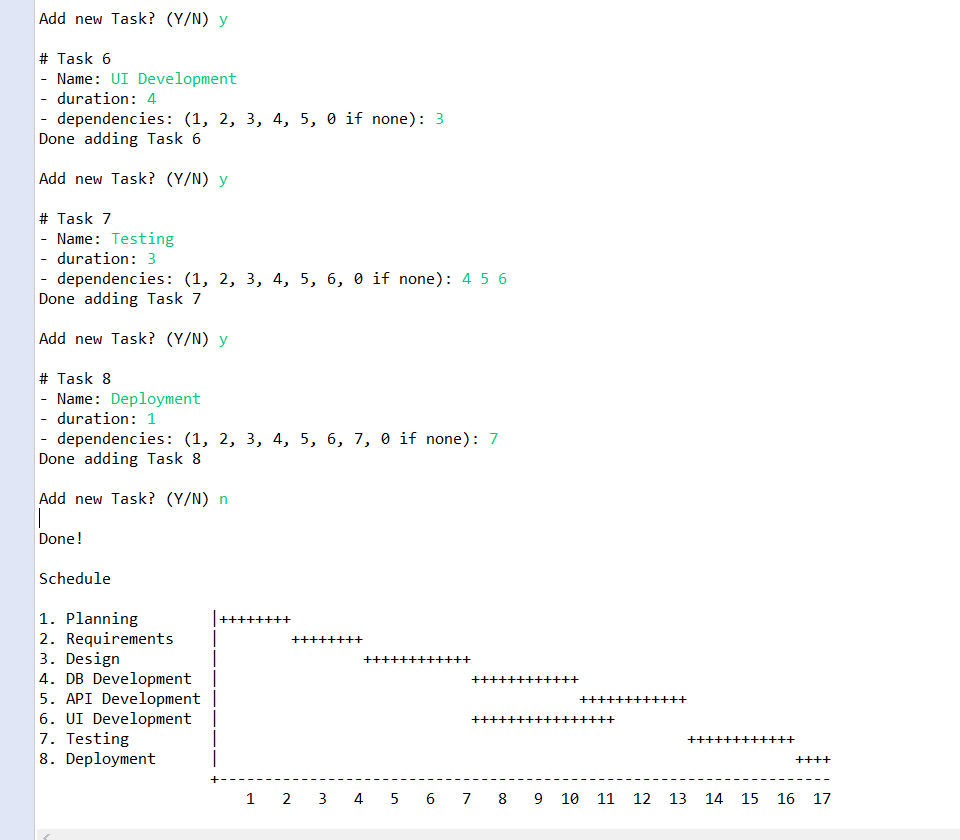 Add new Task? (Y/N) y
# Task 6
- Name: UI Development
- duration: 4
- dependencies: (1, 2, 3, 4, 5, 0 if none): 3
Done adding Task 6
Add new Task? (Y/N) y
# Task 7
- Name: Testing
- duration: 3
- dependencies: (1, 2, 3, 4, 5, 6, 0 if none): 4 5 6
Done adding Task 7
Add new Task? (Y/N) y
# Task 8
- Name: Deployment
- duration: 1
- dependencies: (1, 2, 3, 4, 5, 6, 7, 0 if none): 7
Done adding Task 8
Add new Task? (Y/N) n
Done!
Schedule
1. Planning         |++++++++
2. Requirements     |        ++++++++
3. Design           |                ++++++++++++
4. DB Development   |                            ++++++++++++
5. API Development  |                                        ++++++++++++
6. UI Development   |                            ++++++++++++++++
7. Testing          |                                                    ++++++++++++
8. Deployment       |                                                                ++++
                    +--------------------------------------------------------------------
                        1   2   3   4   5   6   7   8   9  10  11  12  13  14  15  16  17